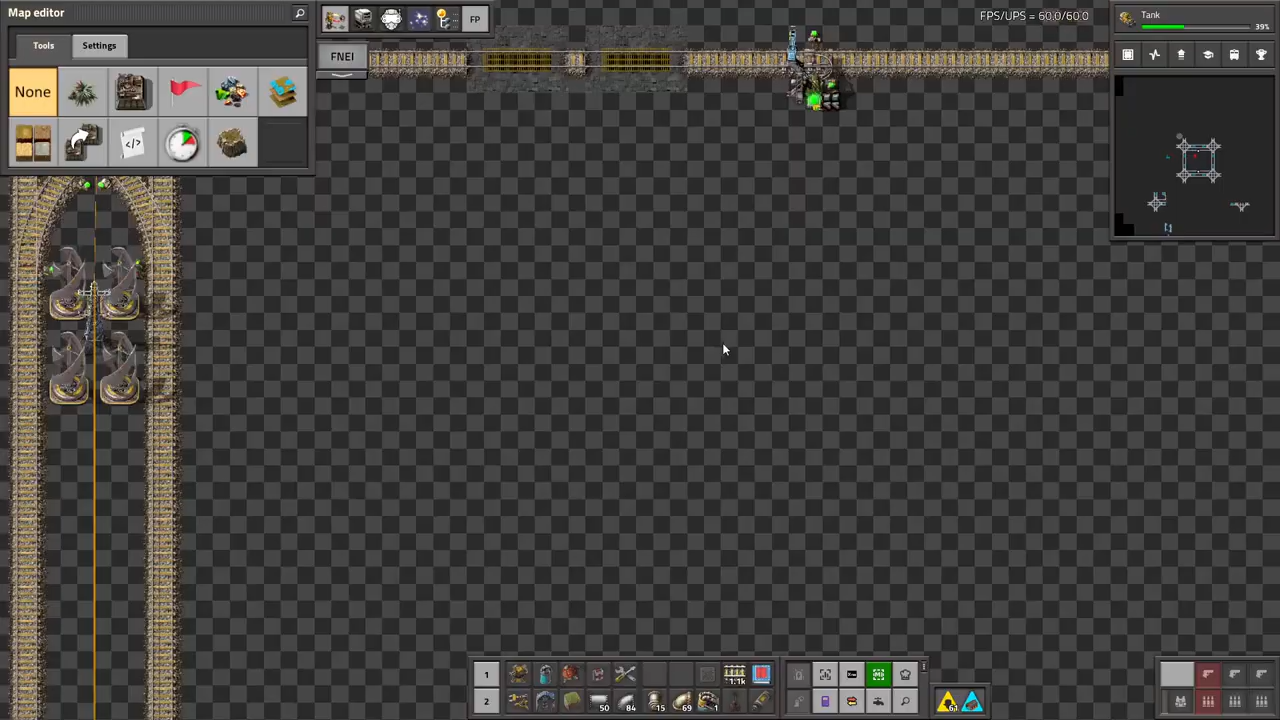 Map editor
FP
FPS/UPS = 60.0/60.0
Tank
39%
Tools
Settings
FNEI
None
</>
1
1.1k
2
50
84
15
69
1